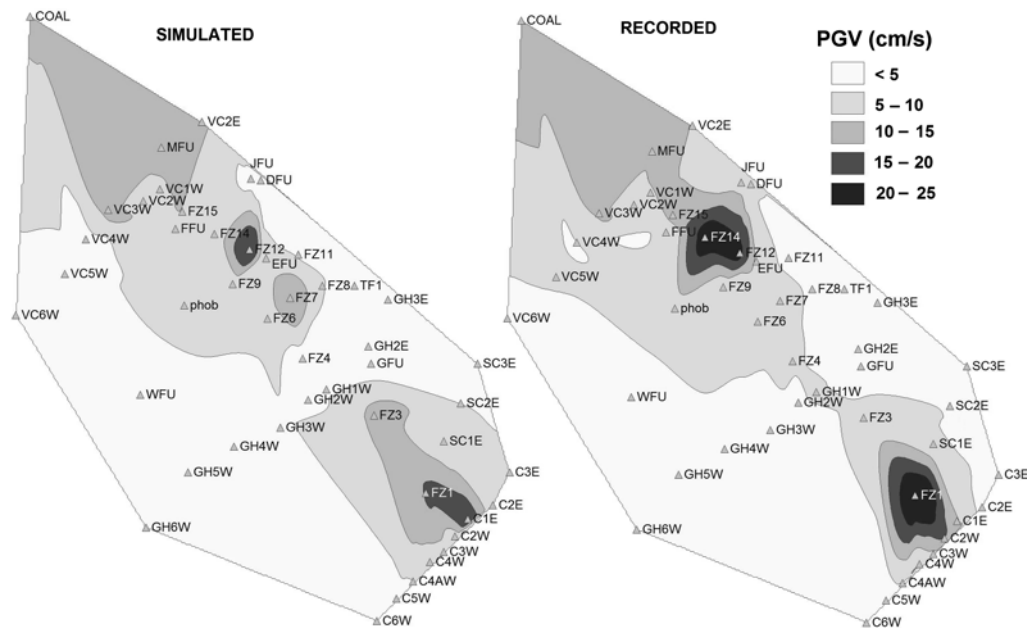 SIMULATED
COAL
VC2E
MFU
JFU
DFU
VC1W
VC2W
VC3W
FZ15
FFU
FZ14
VC4W
FZ12
FZ11
EFU
VC5W
FZ9
FZ8
TF1
FZ7
GH3E
phob
VC6W
FZ6
GH2E
FZ4
GFU
SC3E
WFU
GH1W
GH2W
SC2E
FZ3
GH3W
SC1E
GH4W
GH5W
C3E
FZ1
C2E
C1E
GH6W
C2W
C3W
C4W
C4AW
C5W
C6W
RECORDED
COAL
VC2E
MFU
JFU
DFU
VC1W
VC2W
VC3W
FZ15
FFU
FZ14
VC4W
FZ12
FZ11
EFU
VC5W
FZ9
FZ8
TF1
FZ7
GH3E
phob
VC6W
FZ6
GH2E
FZ4
GFU
SC3E
WFU
GH1W
GH2W
SC2E
FZ3
GH3W
SC1E
GH4W
GH5W
C3E
FZ1
C2E
C1E
GH6W
C2W
C3W
C4W
C4AW
C5W
C6W
PGV (cm/s)
< 5
5 – 10
10 – 15
15 – 20
20 – 25